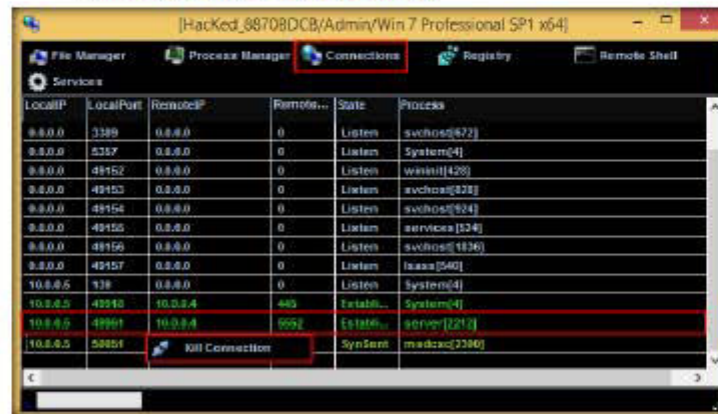 [HacKed_8870BDCB/Admin/Win 7 Professional SP1 x64]
File Manager Process Manager Connections Registry Remote Shell
Services
LocalIP LocalPort RemoteIP Remote... State Process
0.0.0.0 3389 0.0.0.0 0 Listen svchost[672]
0.0.0.0 5357 0.0.0.0 0 Listen System[4]
0.0.0.0 49152 0.0.0.0 0 Listen wininit[428]
0.0.0.0 49153 0.0.0.0 0 Listen svchost[828]
0.0.0.0 49154 0.0.0.0 0 Listen svchost[924]
0.0.0.0 49155 0.0.0.0 0 Listen services[524]
0.0.0.0 49156 0.0.0.0 0 Listen svchost[1836]
0.0.0.0 49157 0.0.0.0 0 Listen lsass[540]
10.0.0.5 139 0.0.0.0 0 Listen System[4]
10.0.0.5 10.0.0.4 445 Establi... System[4]
10.0.0.5 10.0.0.4 5552 Establi... server[2212]
10.0.0.5 Kill Connection SynSent